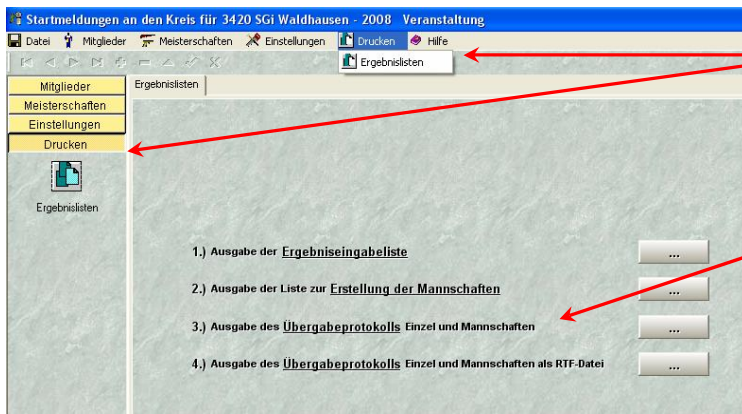 Startmeldungen an den Kreis für 3420 SGi Waldhausen - 2008 Veranstaltung
Datei Mitglieder Meisterschaften Einstellungen Drucken Hilfe
Ergebnislisten
Mitglieder
Ergebnislisten
Meisterschaften
Einstellungen
Drucken
Ergebnislisten
1.) Ausgabe der Ergebniseingabeliste ...
2.) Ausgabe der Liste zur Erstellung der Mannschaften ...
3.) Ausgabe des Übergabeprotokolls Einzel und Mannschaften ...
4.) Ausgabe des Übergabeprotokolls Einzel und Mannschaften als RTF-Datei ...